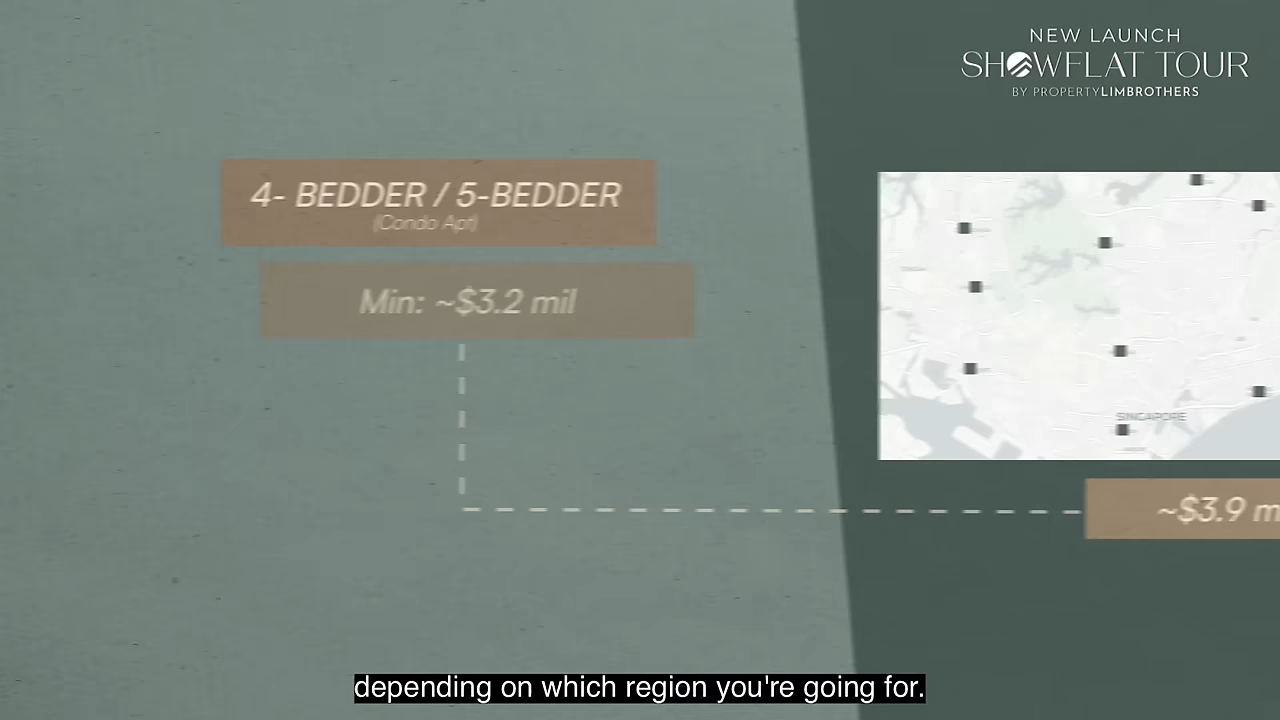 NEW LAUNCH
SHOWFLAT TOUR
BY PROPERTYLIMBROTHERS
4- BEDDER / 5-BEDDER
(Condo Apt)
Min: ~$3.2 mil
SINGAPORE
~$3.9 m
depending on which region you're going for.